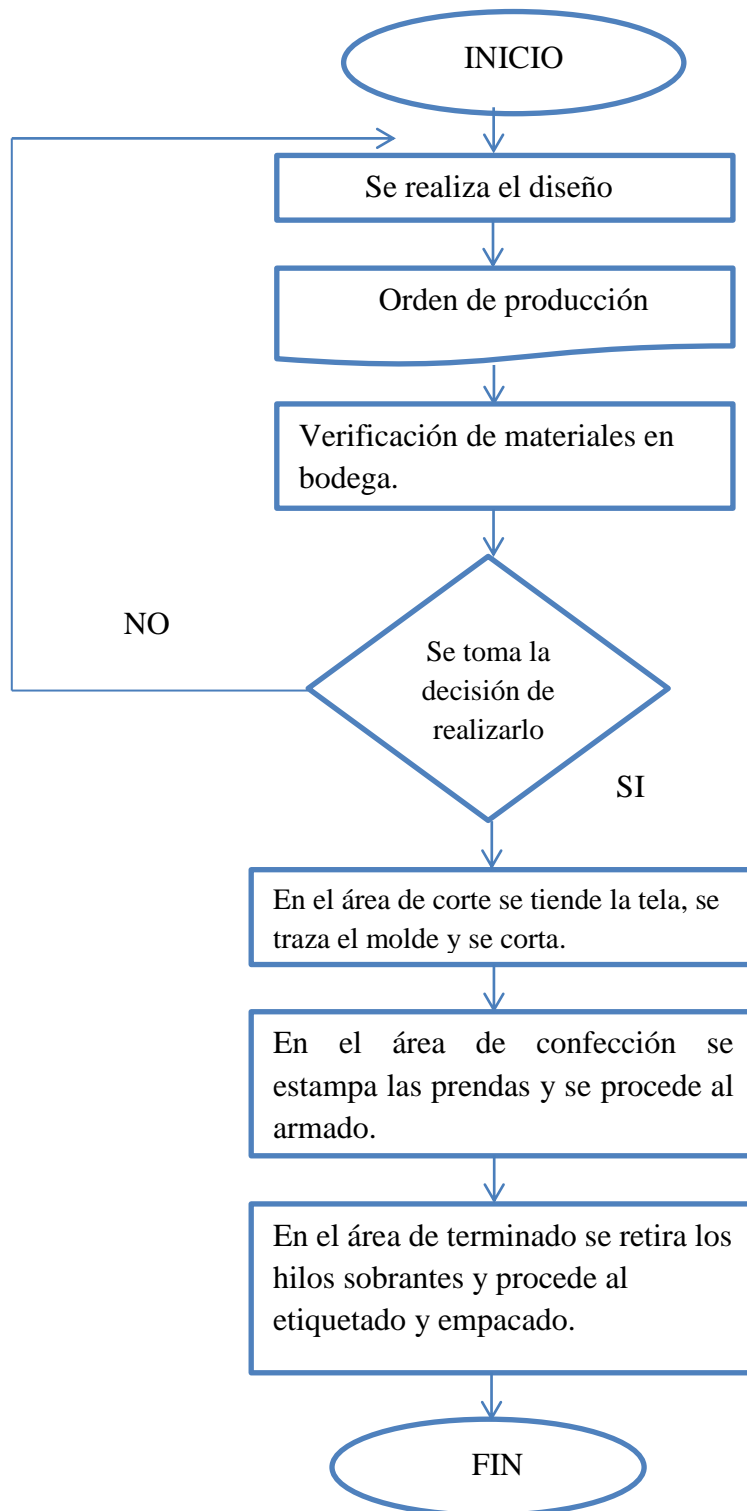 INICIO
Se realiza el diseño
Orden de producción
Verificación de materiales en
bodega.
NO
Se toma la
decisión de
realizarlo
SI
En el área de corte se tiende la tela, se
traza el molde y se corta.
En el área de confección se
estampa las prendas y se procede al
armado.
En el área de terminado se retira los
hilos sobrantes y procede al
etiquetado y empacado.
FIN